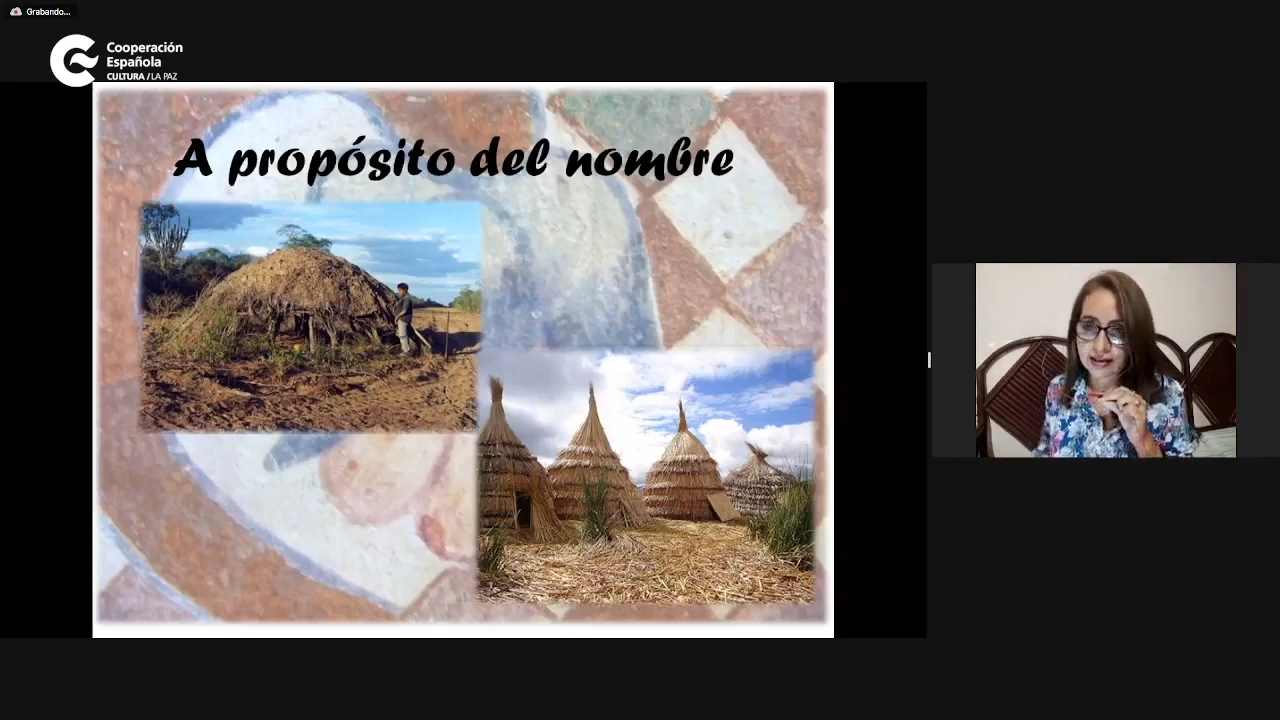 Grabando...
Cooperación
Española
CULTURA / LA PAZ
A propósito del nombre